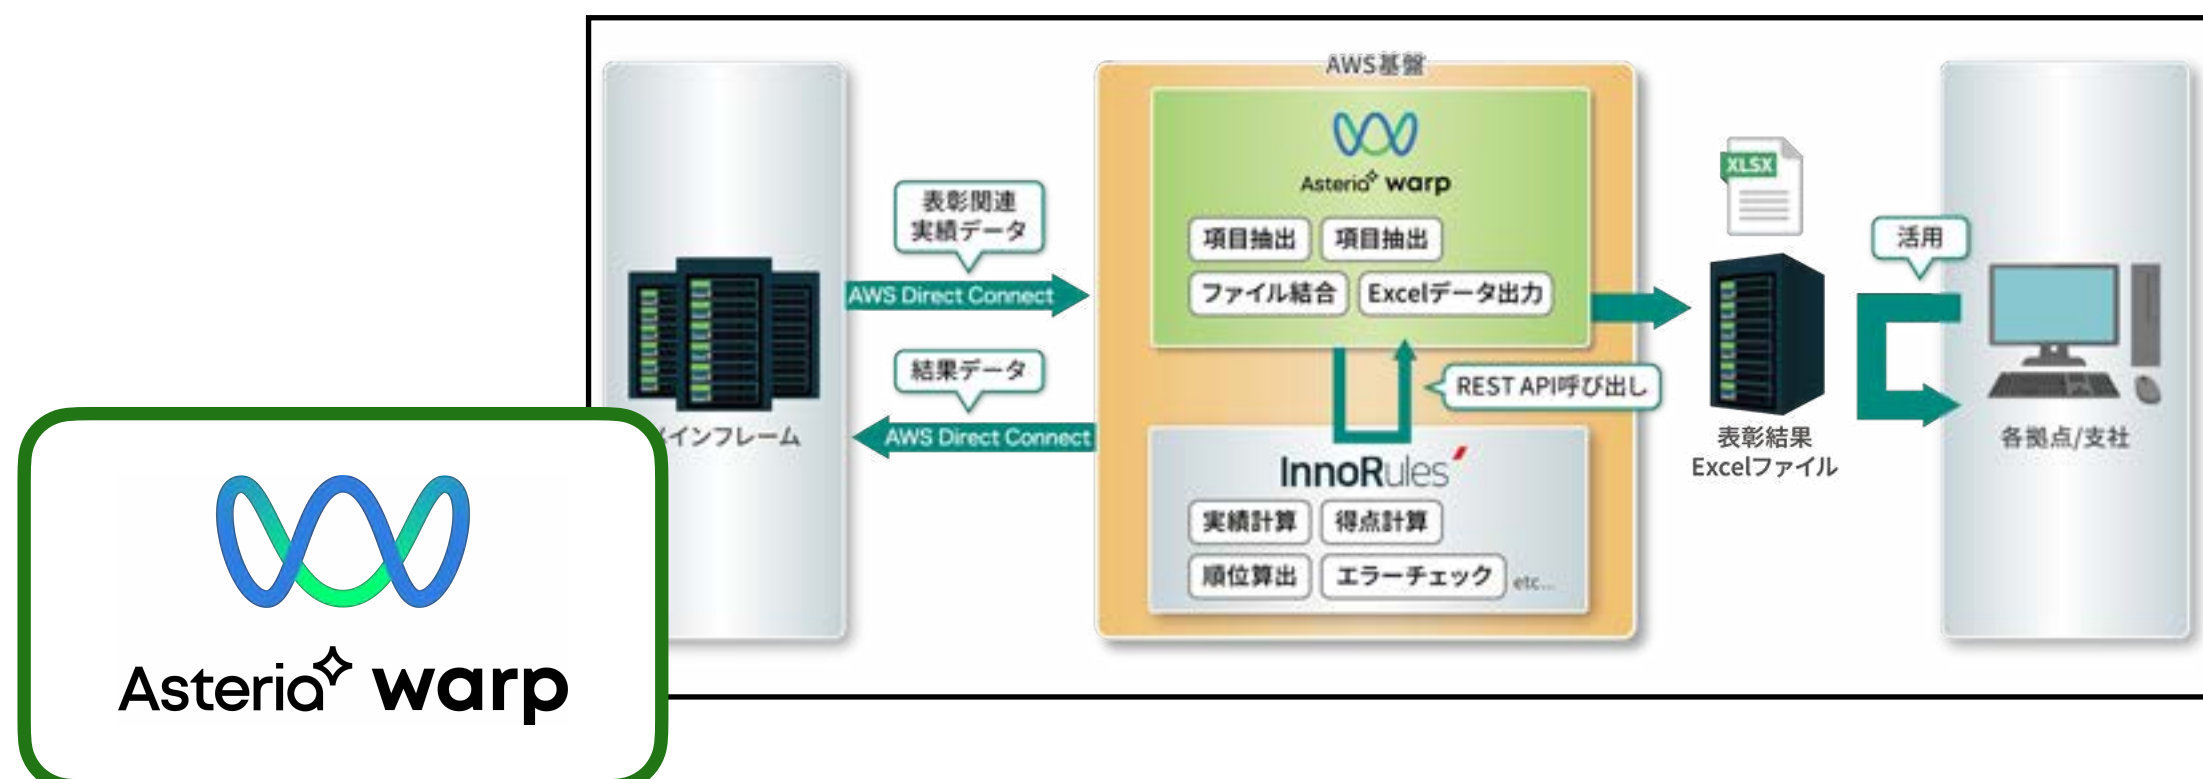 AWS基盤
Asteria warp
項目抽出
項目抽出
ファイル結合
Excelデータ出力
表彰関連
実績データ
AWS Direct Connect
結果データ
AWS Direct Connect
インフレーム
REST API呼び出し
InnoRules
実績計算
得点計算
順位算出
エラーチェック
etc...
XLSX
表彰結果
Excelファイル
活用
各拠点/支社
Asteria warp